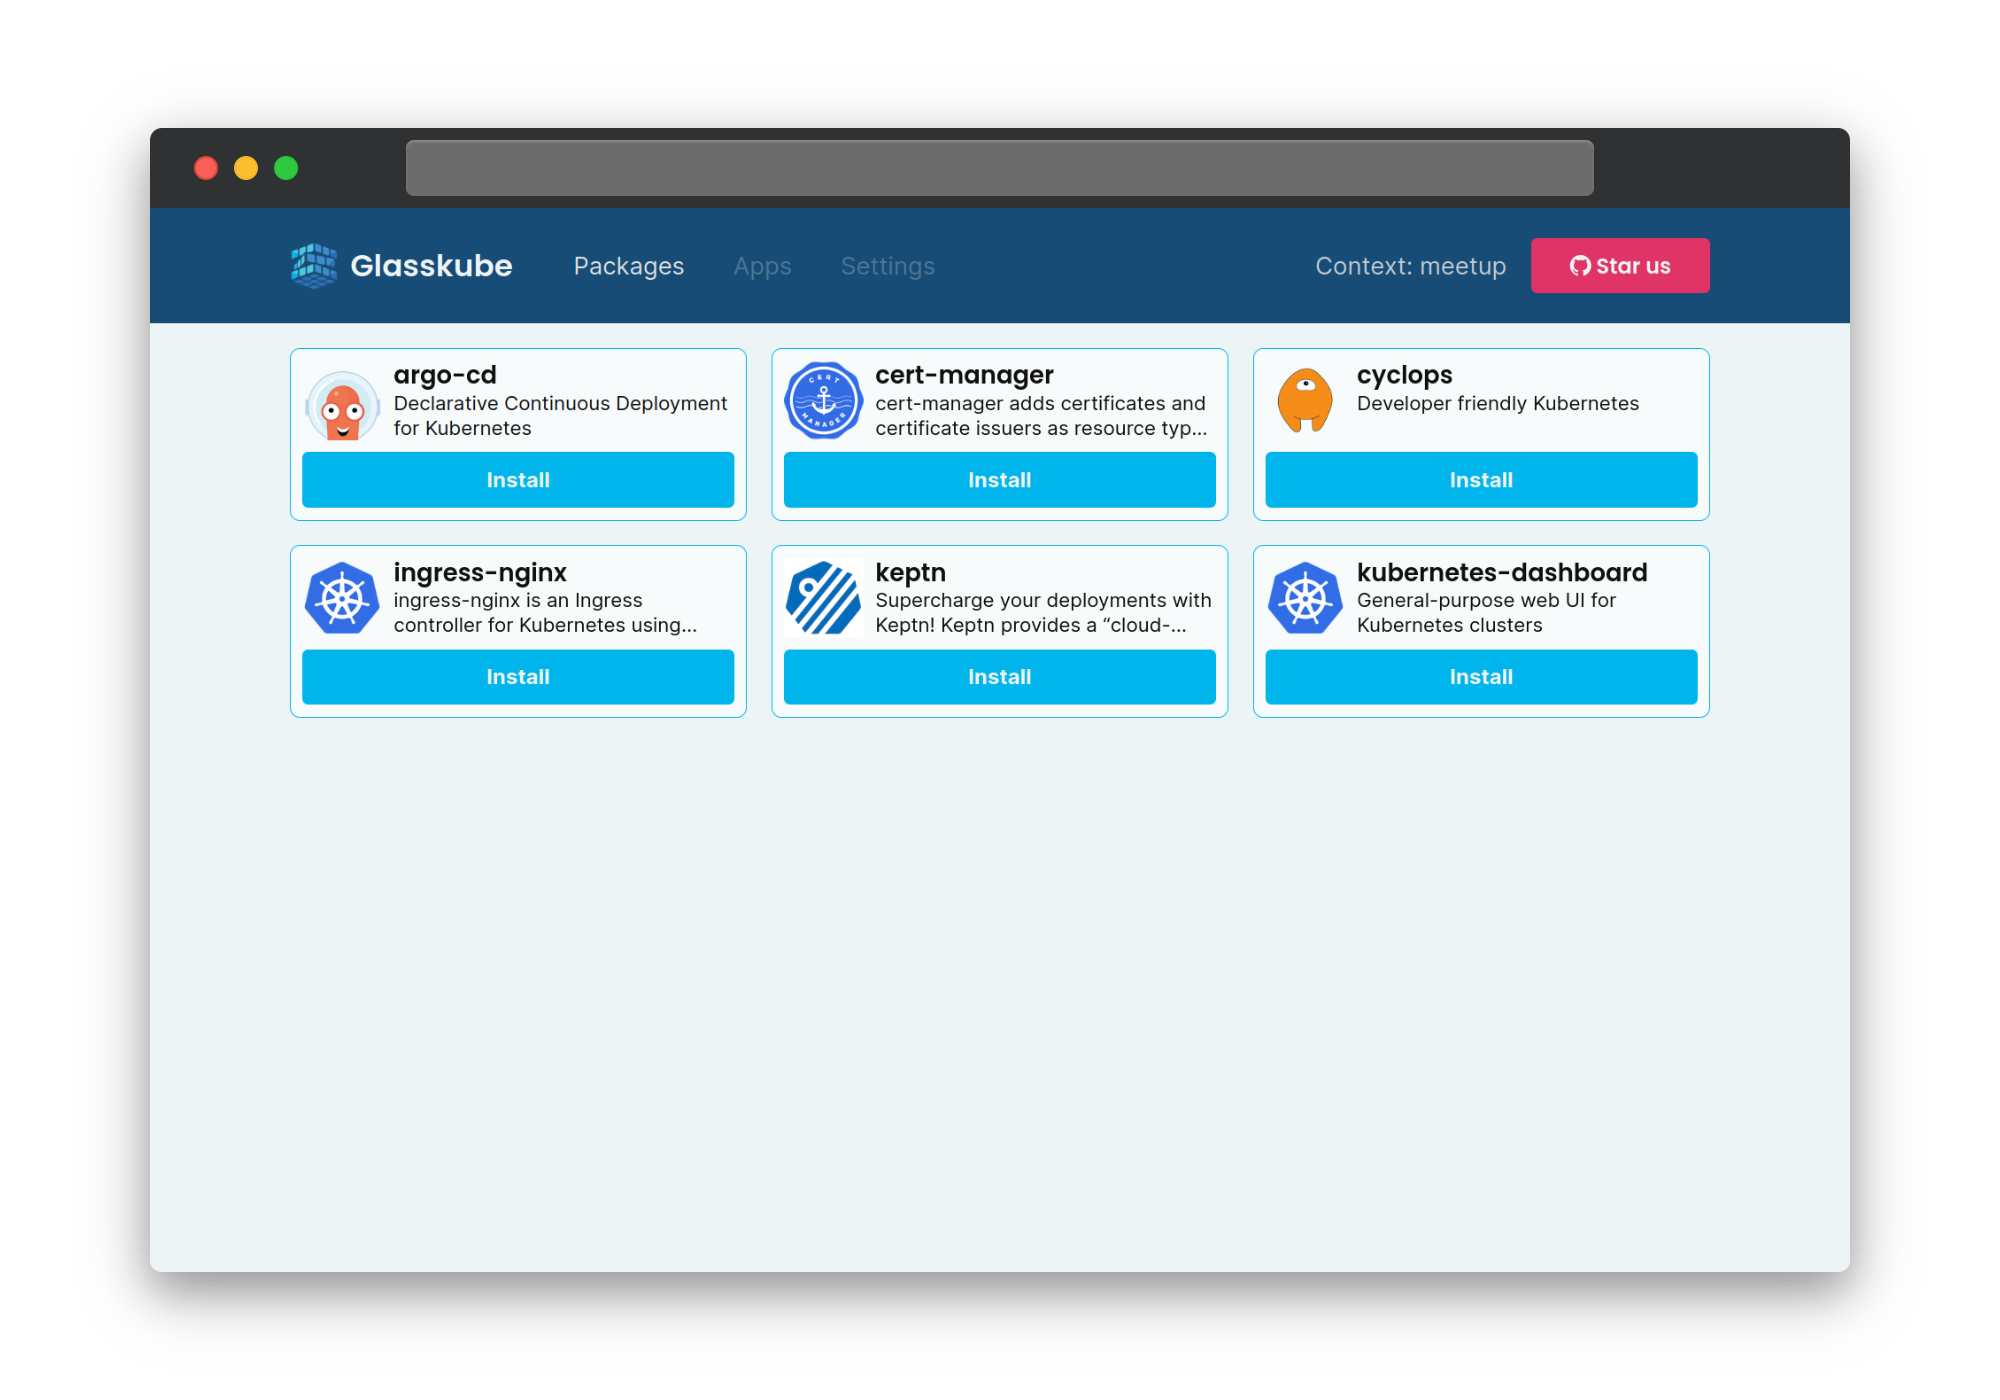 Glasskube Packages Apps Settings Context: meetup Star us
argo-cd
Declarative Continuous Deployment
for Kubernetes
Install
CERT
MANAGER
cert-manager
cert-manager adds certificates and
certificate issuers as resource typ...
Install
cyclops
Developer friendly Kubernetes
Install
ingress-nginx
ingress-nginx is an Ingress
controller for Kubernetes using...
Install
keptn
Supercharge your deployments with
Keptn! Keptn provides a “cloud-...
Install
kubernetes-dashboard
General-purpose web UI for
Kubernetes clusters
Install